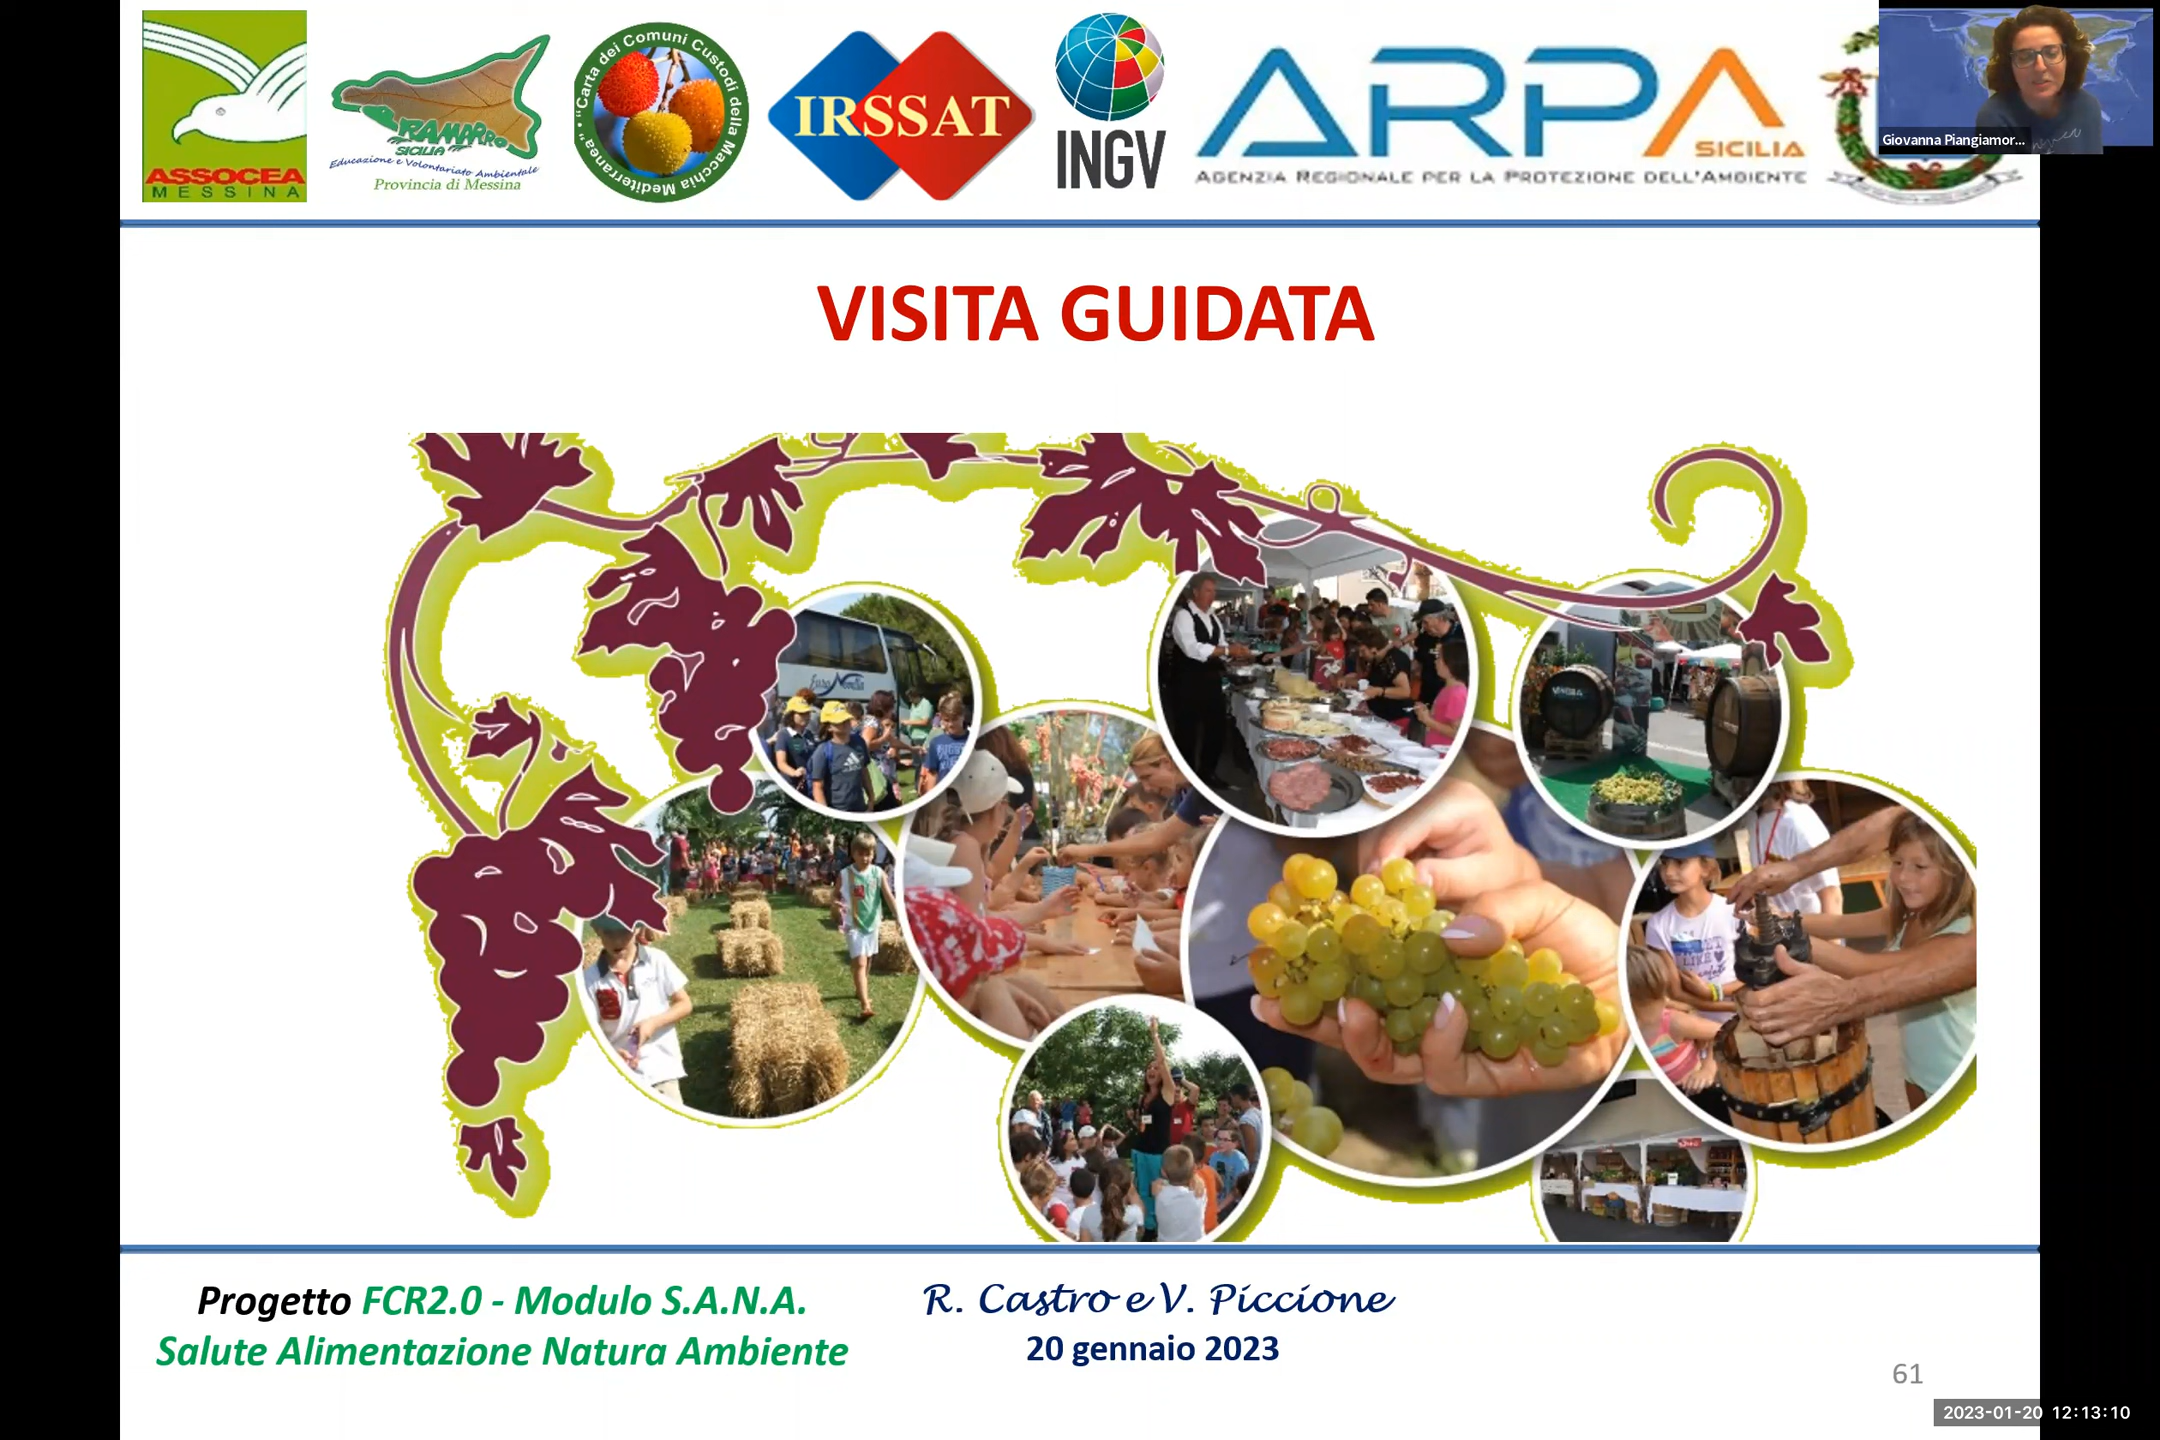 ASSOCEA
MESSINA
RAMARRO
SICILIA
Educazione e Volontariato Ambientale
Provincia di Messina
"Carta dei Comuni Custodi della Macchia Mediterranea" •
IRSSAT
INGV
ARPA
SICILIA
AGENZIA REGIONALE PER LA PROTEZIONE DELL'AMBIENTE
Giovanna Piangiamor...
VISITA GUIDATA
Progetto FCR2.0 - Modulo S.A.N.A.
Salute Alimentazione Natura Ambiente
R. Castro e V. Piccione
20 gennaio 2023
61
2023-01-20 12:13:10